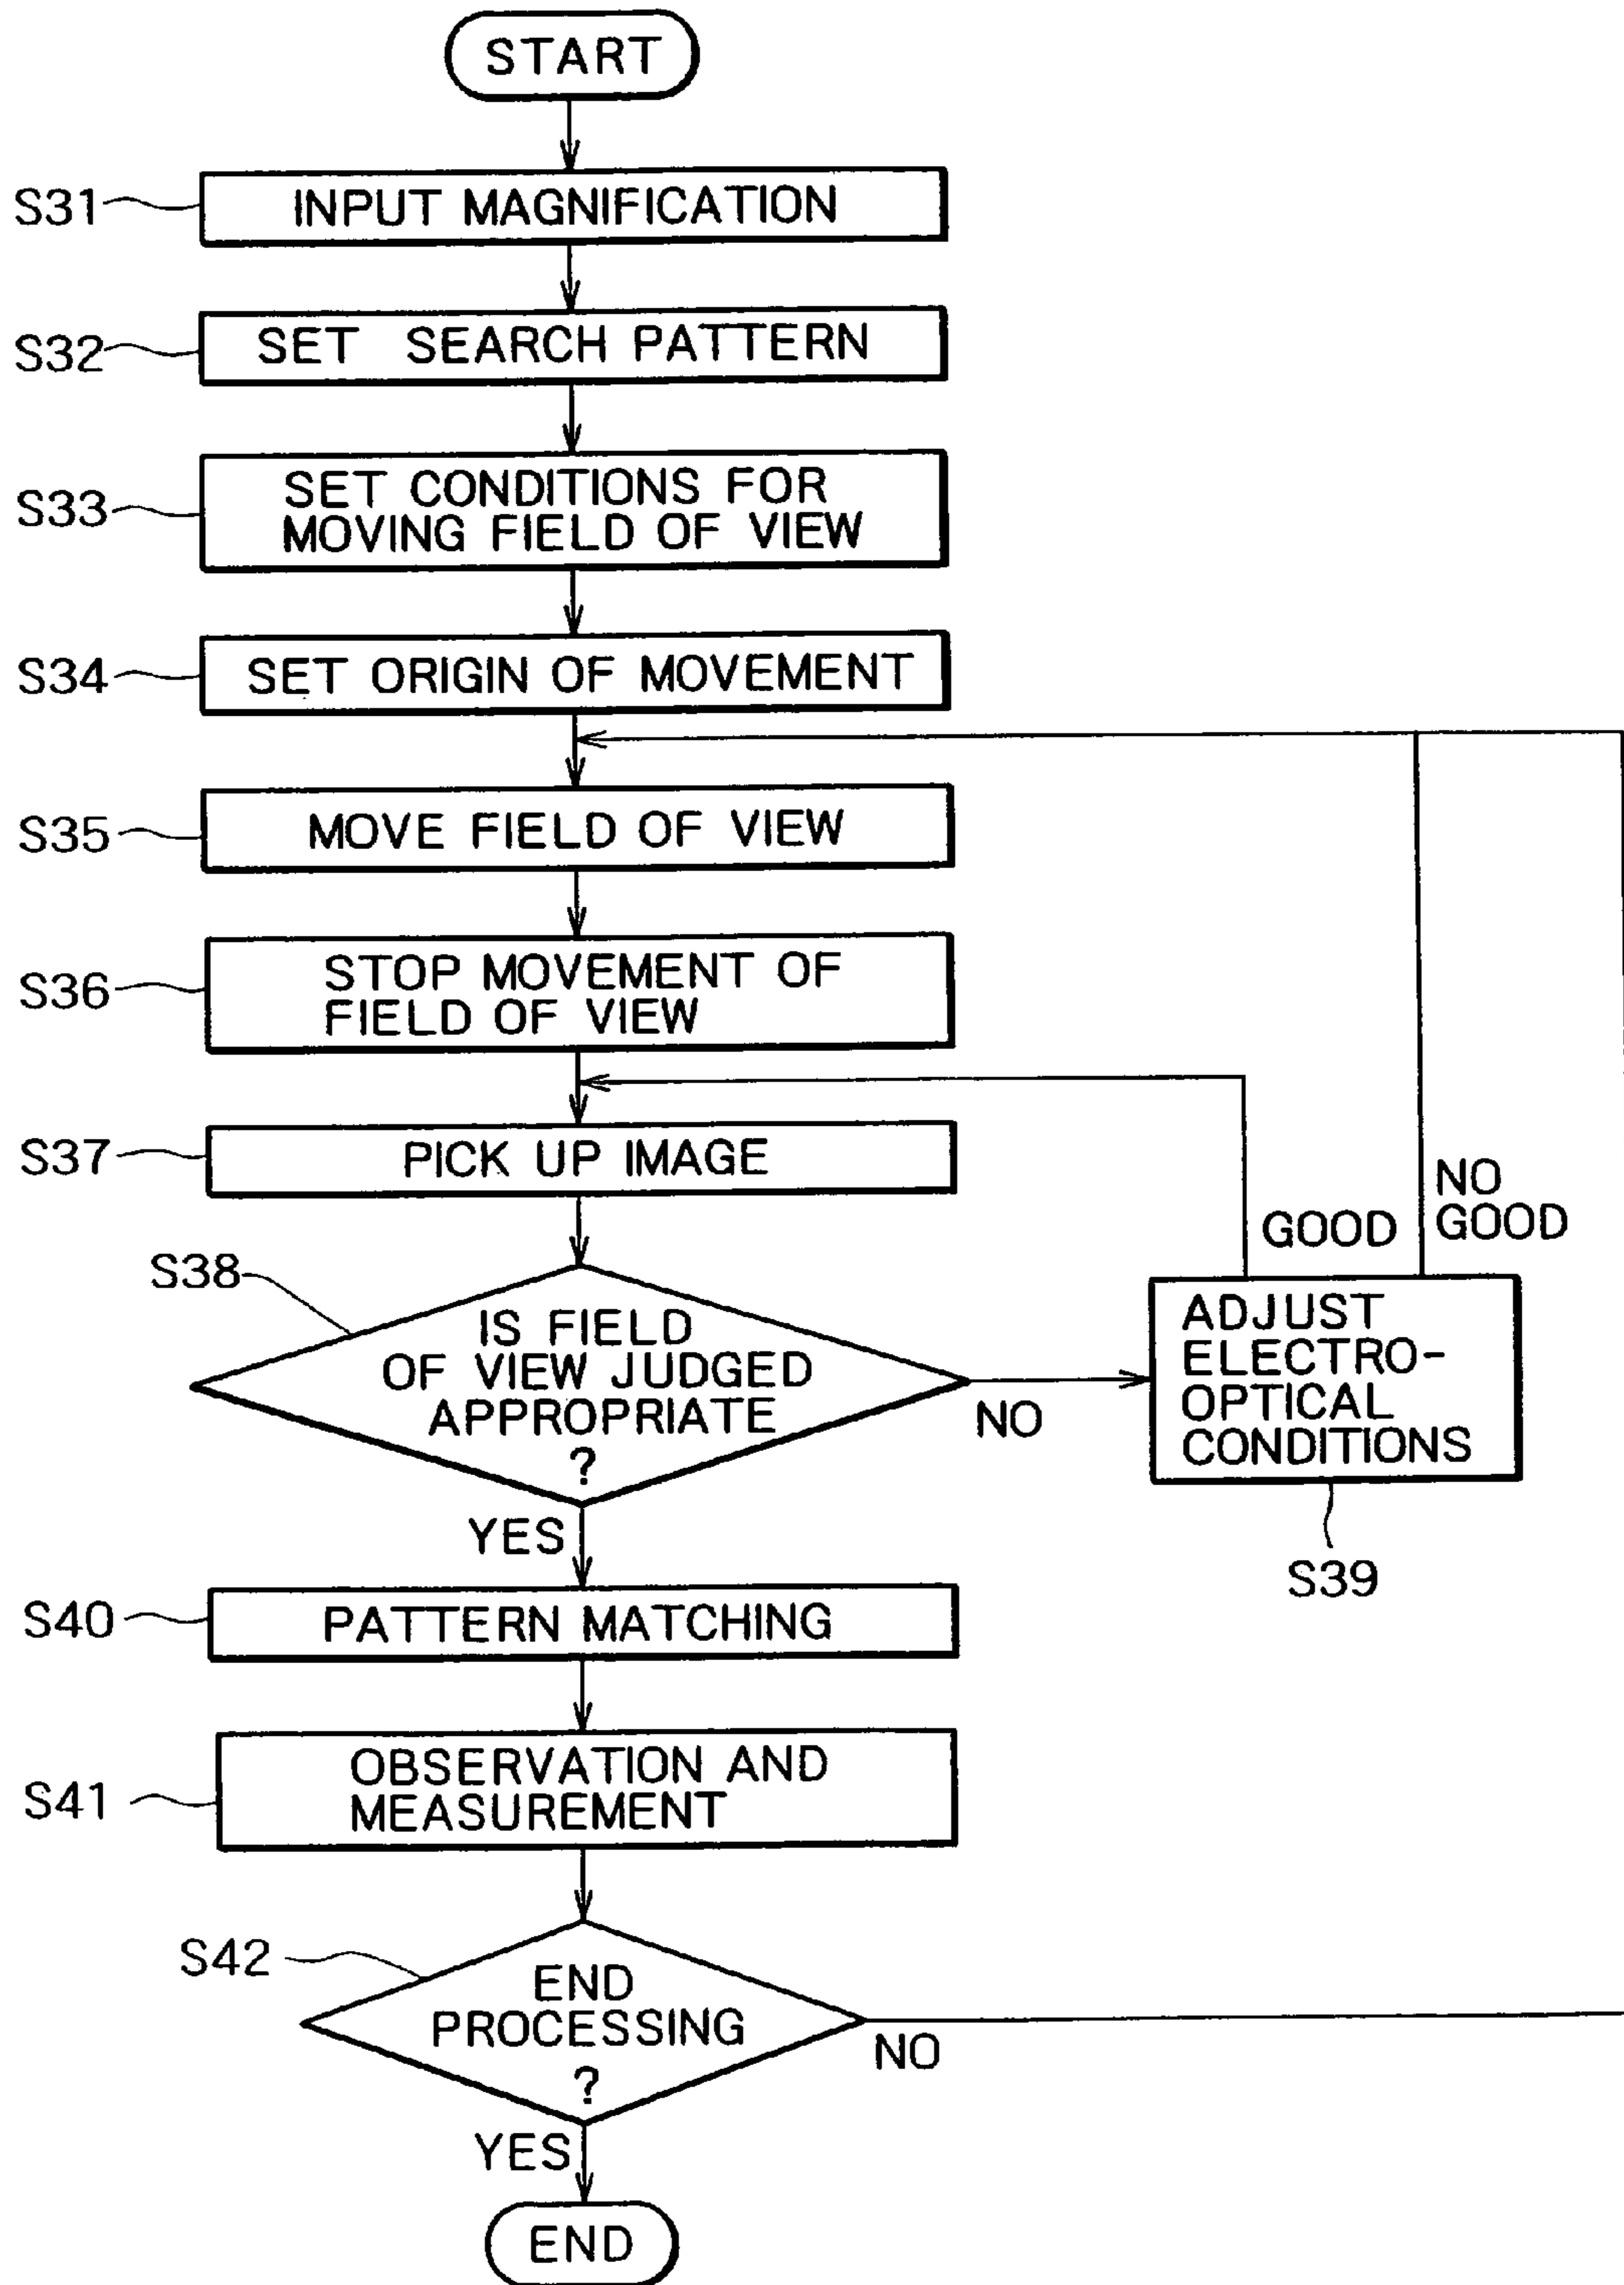 START
S31
INPUT MAGNIFICATION
S32
SET SEARCH PATTERN
S33
SET CONDITIONS FOR
MOVING FIELD OF VIEW
S34
SET ORIGIN OF MOVEMENT
S35
MOVE FIELD OF VIEW
S36
STOP MOVEMENT OF
FIELD OF VIEW
S37
PICK UP IMAGE
NO
GOOD
GOOD
S38
IS FIELD
OF VIEW JUDGED
APPROPRIATE
?
NO
ADJUST
ELECTRO-
OPTICAL
CONDITIONS
S39
YES
S40
PATTERN MATCHING
S41
OBSERVATION AND
MEASUREMENT
S42
END
PROCESSING
?
NO
YES
END